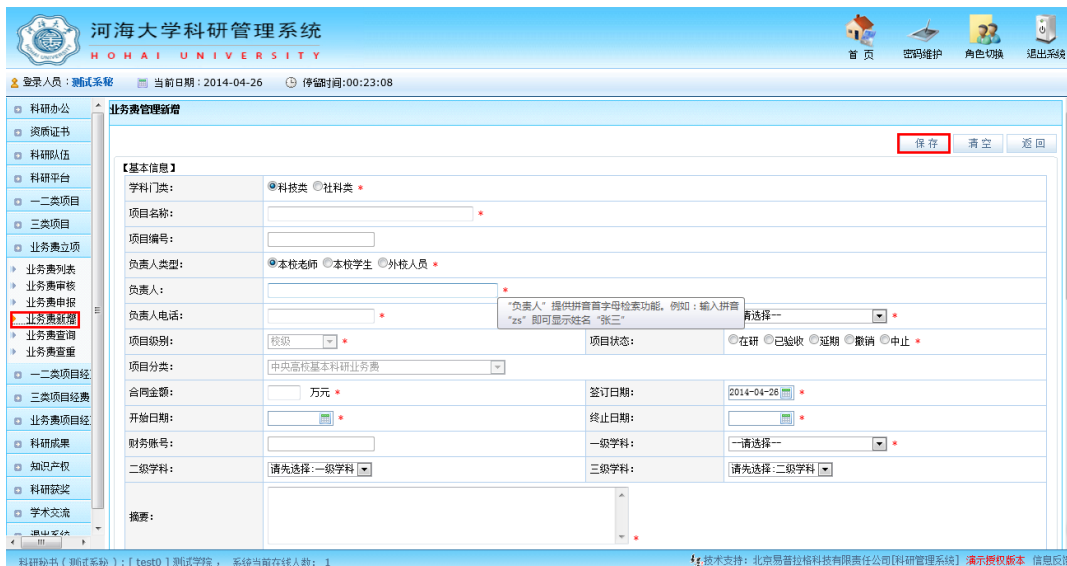 河海大学科研管理系统
HOHAI UNIVERSITY
首 页 密码维护 角色切换 退出系统
登录人员：测试系秘 当前日期：2014-04-26 停留时间:00:23:08
科研办公
资质证书
科研队伍
科研平台
一二类项目
三类项目
业务费立项
业务费列表
业务费审核
业务费申报
业务费新增
业务费查询
业务费查重
一二类项目经
三类项目经费
业务费项目经
科研成果
知识产权
科研获奖
学术交流
退出系统
业务费管理新增
保 存 清 空 返 回
【基本信息】
学科门类： 科技类 社科类 *
项目名称： *
项目编号：
负责人类型： 本校老师 本校学生 外校人员 *
负责人： *
"负责人" 提供拼音首字母检索功能。例如：输入拼音
"zs" 即可显示姓名 "张三"
负责人电话： * 请选择-- *
项目级别： 校级 * 项目状态： 在研 已验收 延期 撤销 中止 *
项目分类： 中央高校基本科研业务费
合同金额： 万元 * 签订日期： 2014-04-26 *
开始日期： * 终止日期： *
财务账号： 一级学科： --请选择-- *
二级学科： 请先选择:一级学科 三级学科： 请先选择:二级学科
摘要： *
科研秘书（测试系秘）：[ test0 ] 测试学院 ， 系统当前在线人数: 1 技术支持: 北京易普拉格科技有限责任公司[科研管理系统] 演示授权版本 信息反